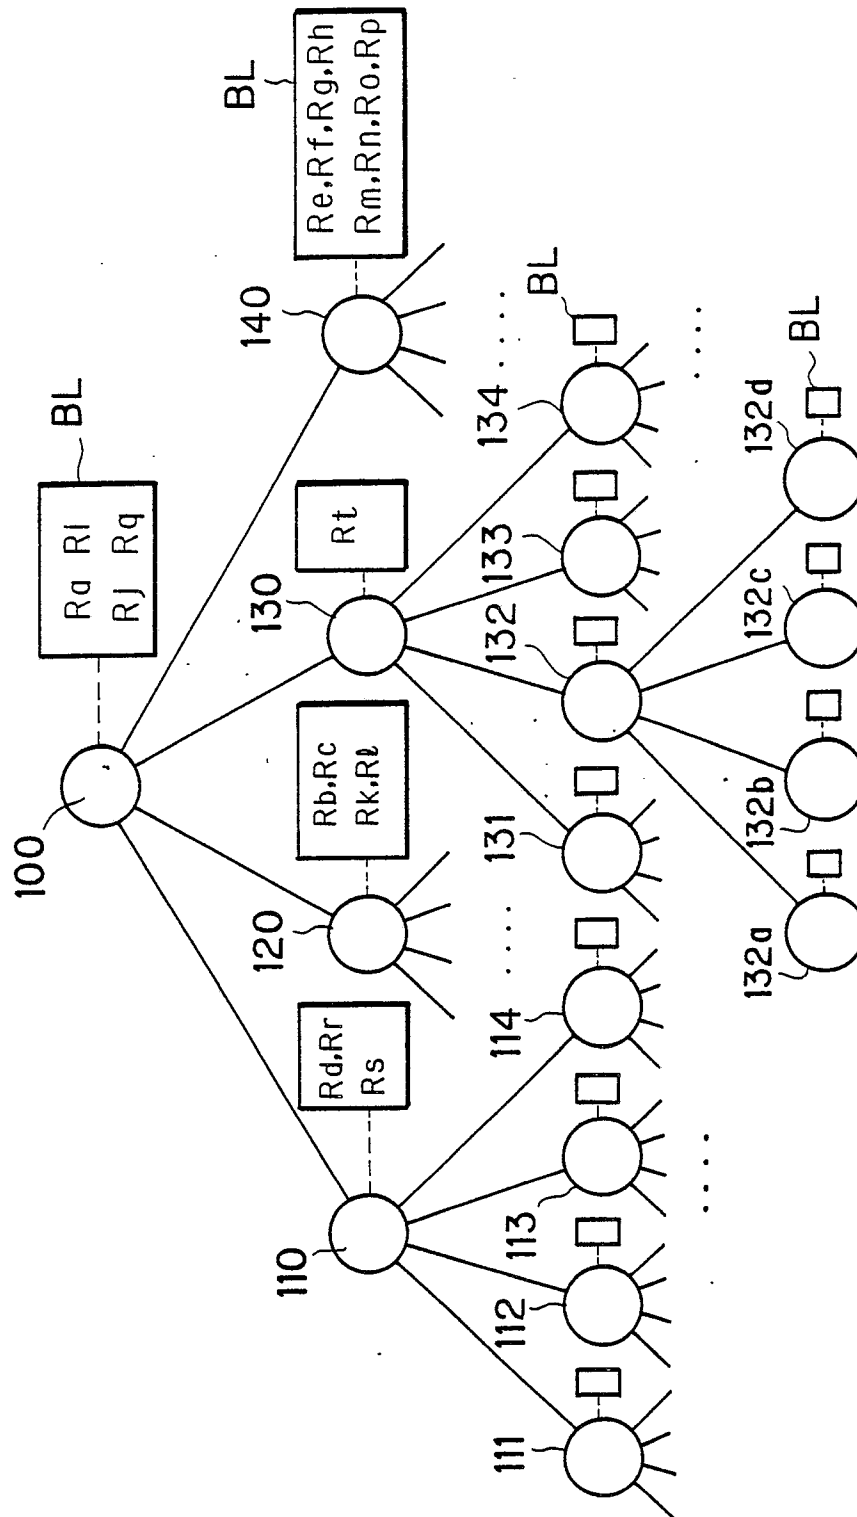 100
BL
Ra Ri
Rj Rq
110
Rd,Rr
Rs
120
Rb,Rc
Rk,Rℓ
130
Rt
140
BL
Re,Rf,Rg,Rh
Rm,Rn,Ro,Rp
111
112
113
114
131
132
133
134
BL
132a
132b
132c
132d
BL